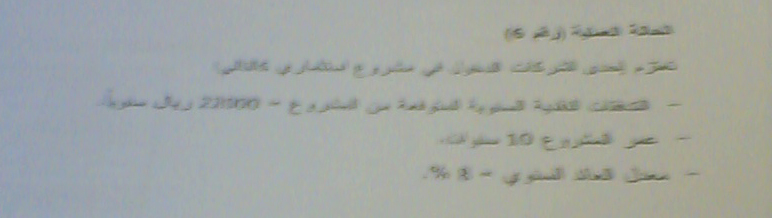 الحالة العملية (رقم 6)
تعتزم إحدى الشركات الدخول في مشروع استثماري كالتالي:
- التدفقات النقدية السنوية المتوقعة من المشروع = ريال سنوياً.
- عمر المشروع 10 سنوات.
- معدل العائد السنوي = 8 %.